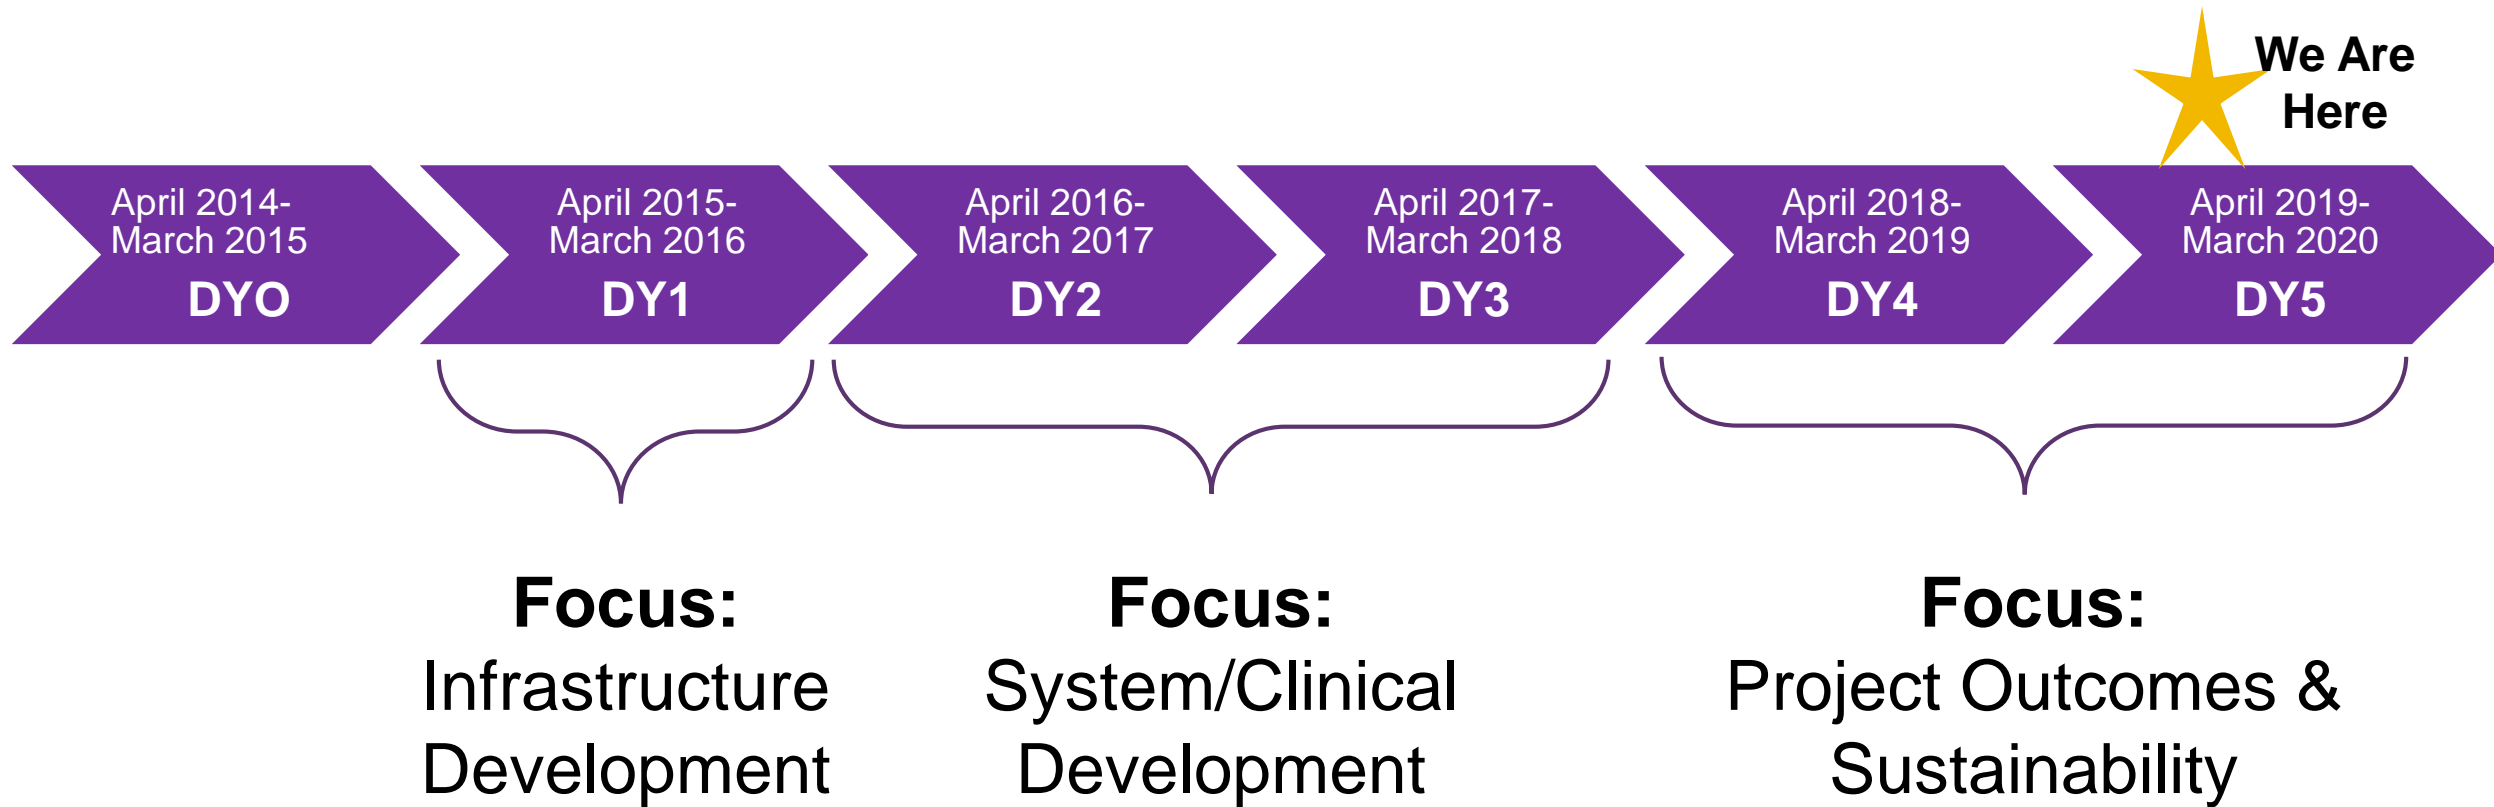 We Are
Here
April 2014-
March 2015
DYO
April 2015-
March 2016
DY1
April 2016-
March 2017
DY2
April 2017-
March 2018
DY3
April 2018-
March 2019
DY4
April 2019-
March 2020
DY5
Focus:
Infrastructure
Development
Focus:
System/Clinical
Development
Focus:
Project Outcomes &
Sustainability